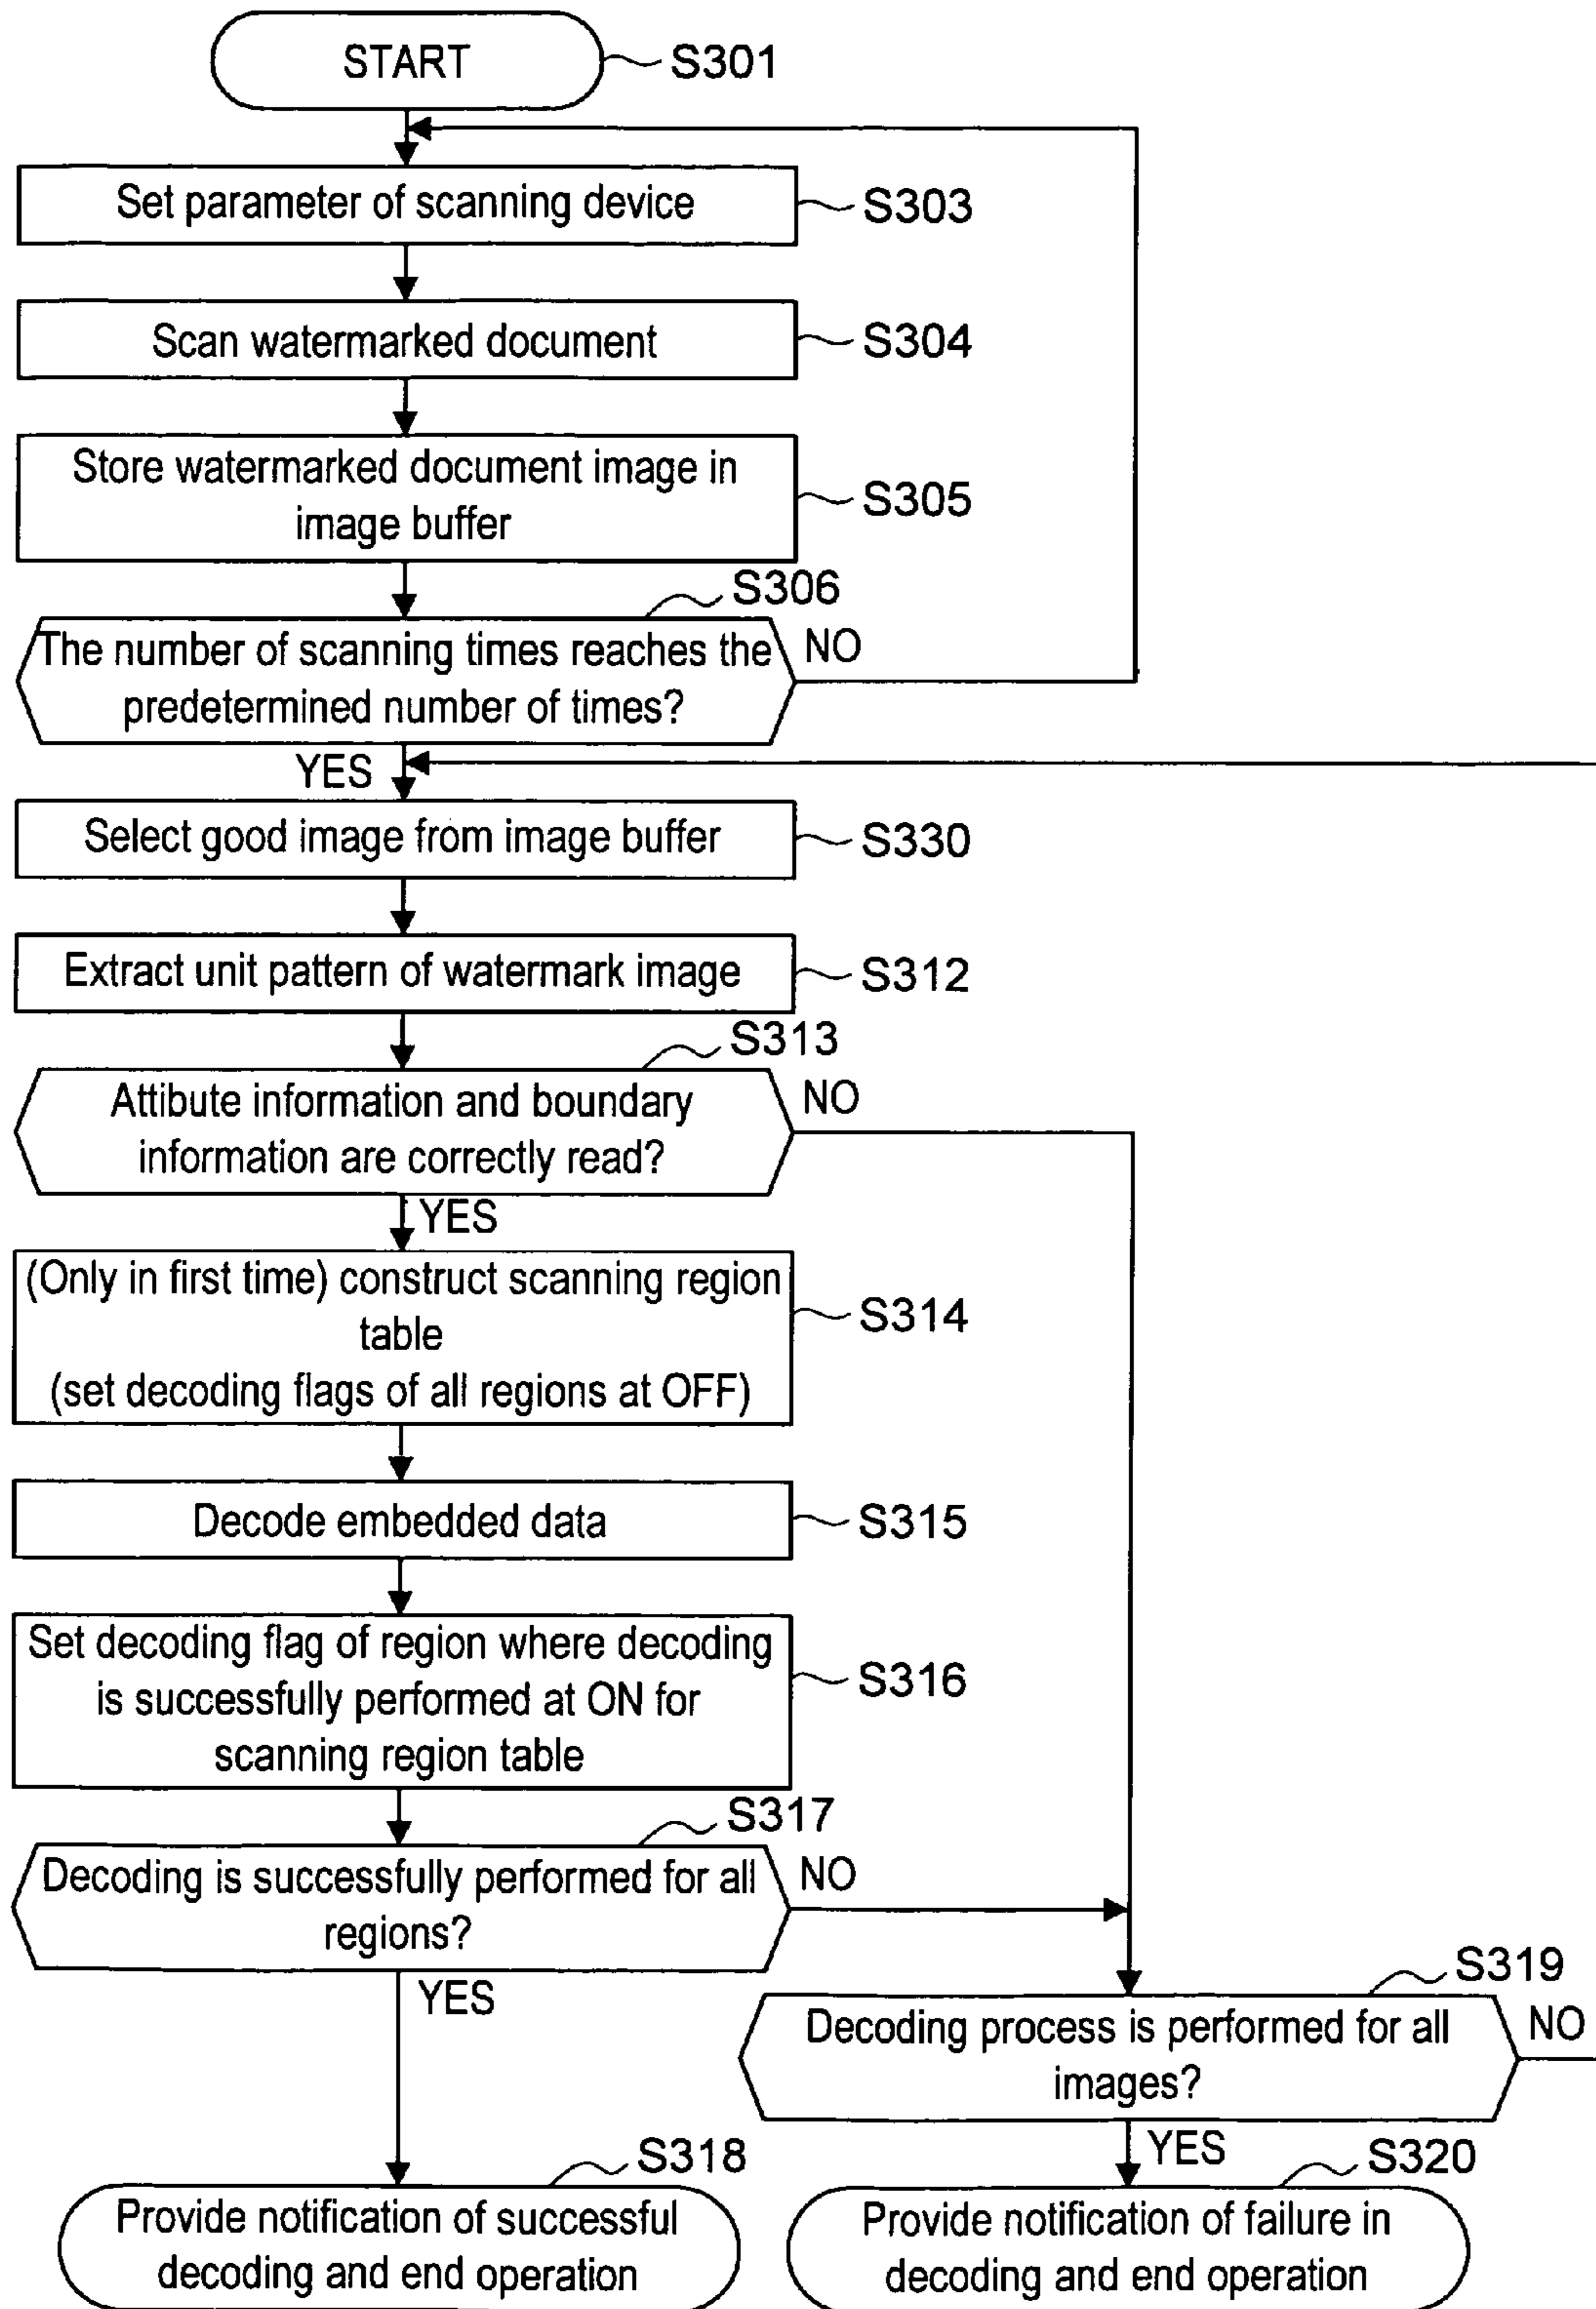 START
S301
Set parameter of scanning device
S303
Scan watermarked document
S304
Store watermarked document image in
image buffer
S305
S306
The number of scanning times reaches the
predetermined number of times?
NO
YES
Select good image from image buffer
S330
Extract unit pattern of watermark image
S312
S313
Attibute information and boundary
information are correctly read?
NO
YES
(Only in first time) construct scanning region
table
(set decoding flags of all regions at OFF)
S314
Decode embedded data
S315
Set decoding flag of region where decoding
is successfully performed at ON for
scanning region table
S316
S317
Decoding is successfully performed for all
regions?
NO
YES
S319
Decoding process is performed for all
images?
NO
YES
S318
Provide notification of successful
decoding and end operation
S320
Provide notification of failure in
decoding and end operation